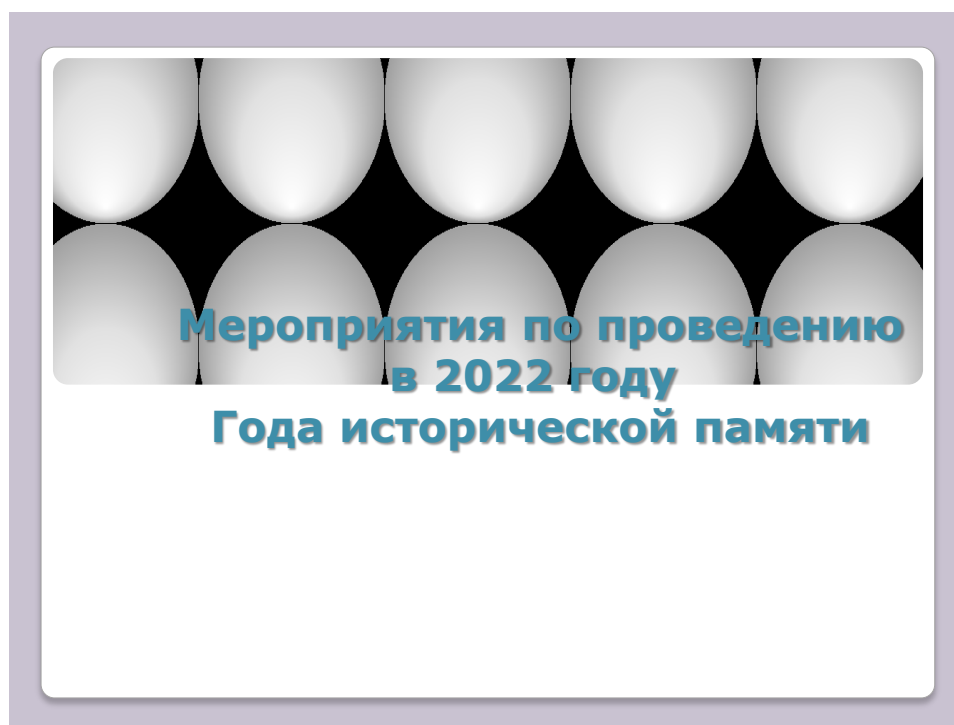 Мероприятия по проведению
в 2022 году
Года исторической памяти